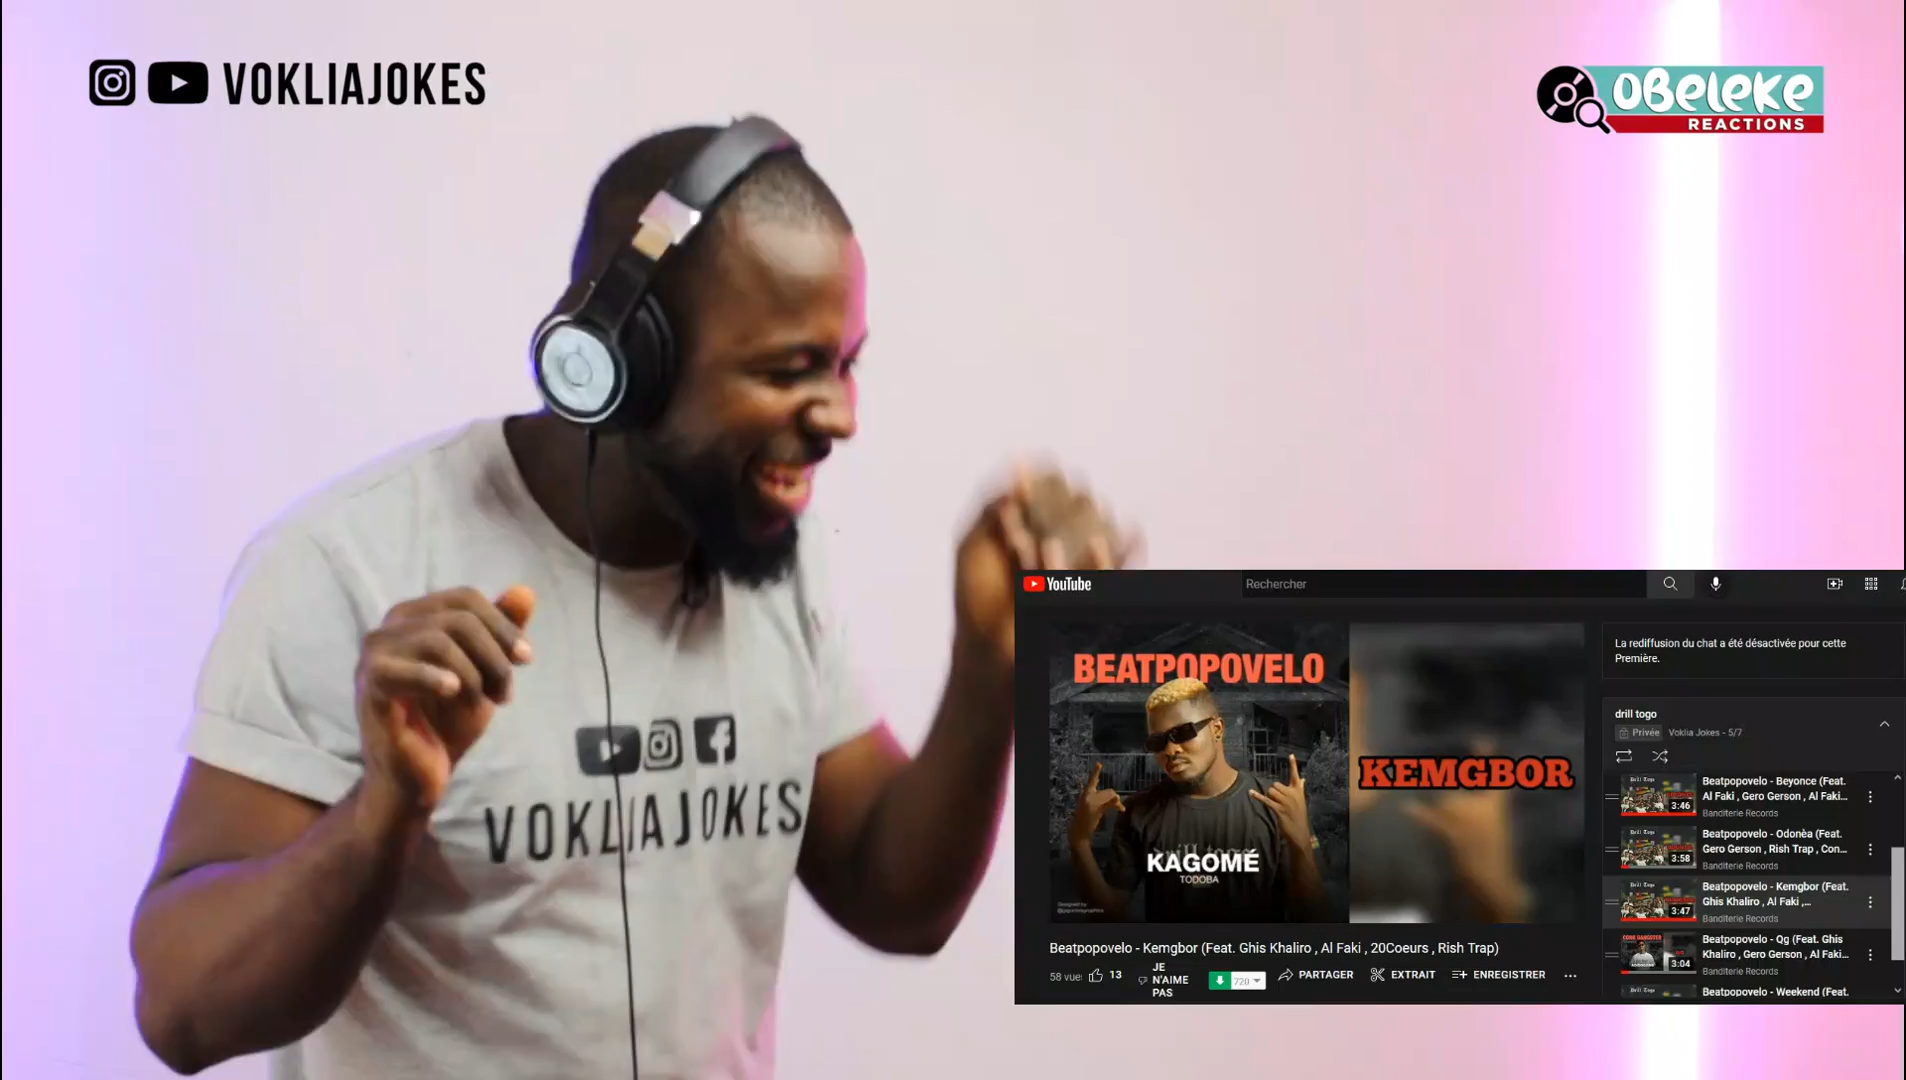 VOKLIAJOKES
OBELEKE
REACTIONS
VOKLIAJOKES
YouTube
Rechercher
BEATPOPOVELO
KAGOMÉ
TODOBA
KEMGBOR
Beatpopovelo - Kemgbor (Feat. Ghis Khaliro , Al Faki , 20Coeurs , Rish Trap)
58 vues
13
JE N'AIME PAS
720
PARTAGER
EXTRAIT
ENREGISTRER
La rediffusion du chat a été désactivée pour cette
Première.
drill togo
Privée Voklia Jokes - 5/7
Beatpopovelo - Beyonce (Feat.
Al Faki , Gero Gerson , Al Faki...
Banditerie Records
3:46
Beatpopovelo - Odonèa (Feat.
Gero Gerson , Rish Trap , Con...
Banditerie Records
3:58
Beatpopovelo - Kemgbor (Feat.
Ghis Khaliro , Al Faki ,...
Banditerie Records
3:47
Beatpopovelo - Qg (Feat. Ghis
Khaliro , Gero Gerson , Al Faki...
Banditerie Records
3:04
Beatpopovelo - Weekend (Feat.